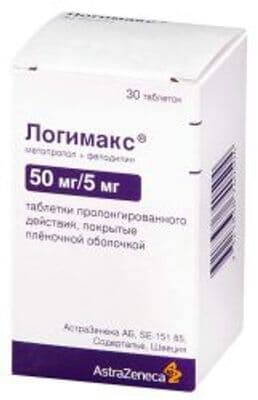 30 таблеток
Логимакс®
метопролол + фелодипин
50 мг/5 мг
таблетки пролонгированного
действия, покрытые
плёночной оболочкой
АстраЗенека АБ, SE-151 85,
Содерталье, Швеция
AstraZeneca